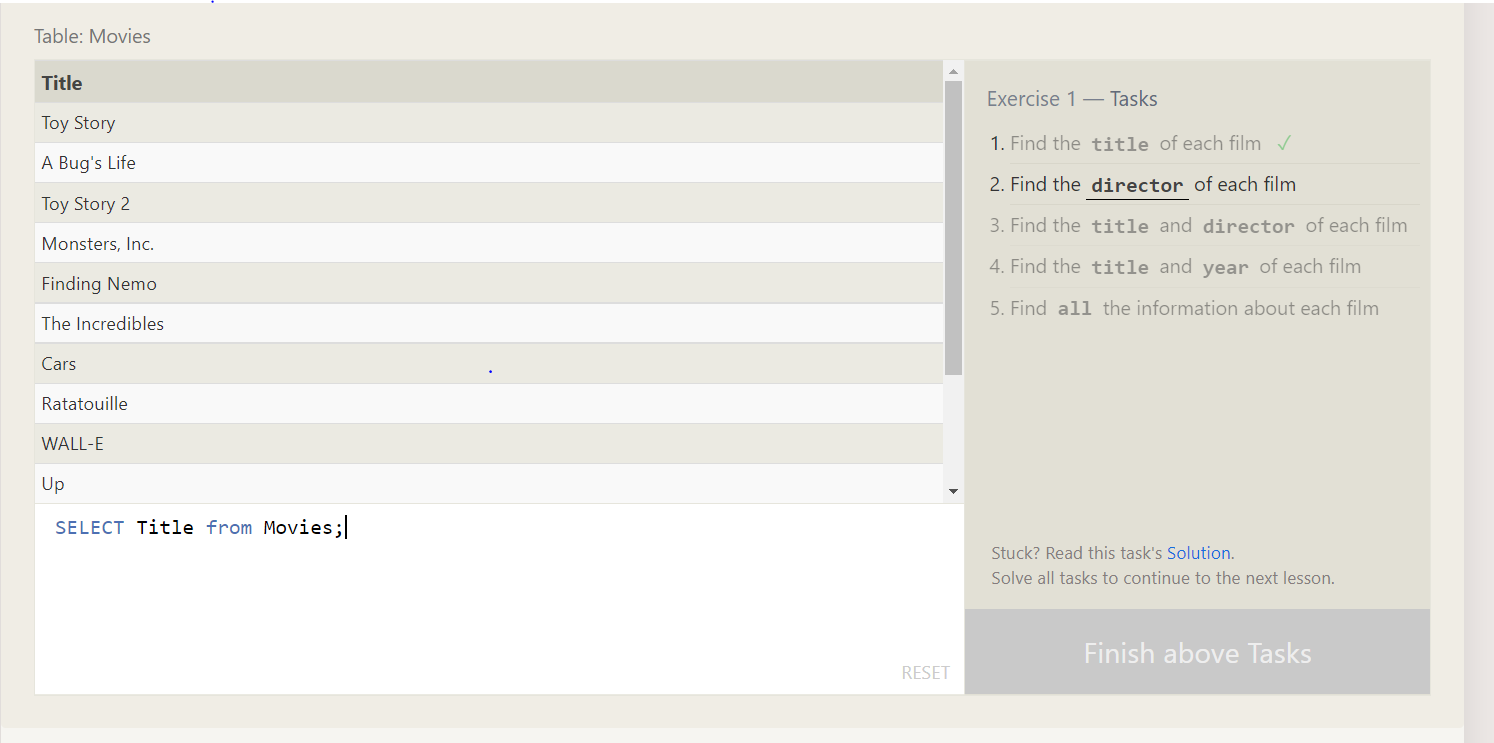 Table: Movies
Title
Toy Story
A Bug's Life
Toy Story 2
Monsters, Inc.
Finding Nemo
The Incredibles
Cars
Ratatouille
WALL-E
Up
SELECT Title from Movies;
RESET
Exercise 1 — Tasks
1. Find the title of each film ✓
2. Find the director of each film
3. Find the title and director of each film
4. Find the title and year of each film
5. Find all the information about each film
Stuck? Read this task's Solution.
Solve all tasks to continue to the next lesson.
Finish above Tasks